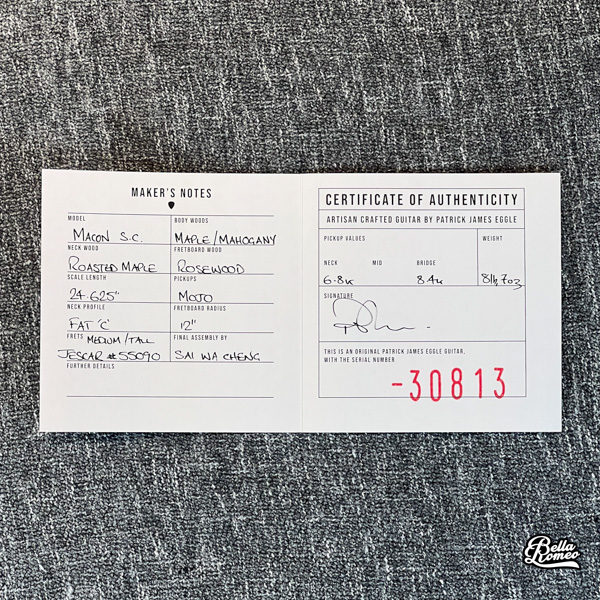 MAKER'S NOTES
MODEL
MACON S.C.
BODY WOODS
MAPLE/MAHOGANY
NECK WOOD
ROASTED MAPLE
FRETBOARD WOOD
ROSEWOOD
SCALE LENGTH
24.625"
PICKUPS
MOJO
NECK PROFILE
FAT 'C'
FRETBOARD RADIUS
12"
FRETS MEDIUM/TALL
JESCAR #55090
FINAL ASSEMBLY BY
SAI WA CHENG
FURTHER DETAILS
CERTIFICATE OF AUTHENTICITY
ARTISAN CRAFTED GUITAR BY PATRICK JAMES EGGLE
PICKUP VALUES
WEIGHT
NECK MID BRIDGE
6.8K 8.4K 8lb 7oz
SIGNATURE
THIS IS AN ORIGINAL PATRICK JAMES EGGLE GUITAR,
WITH THE SERIAL NUMBER
-30813
Bella
Romeo